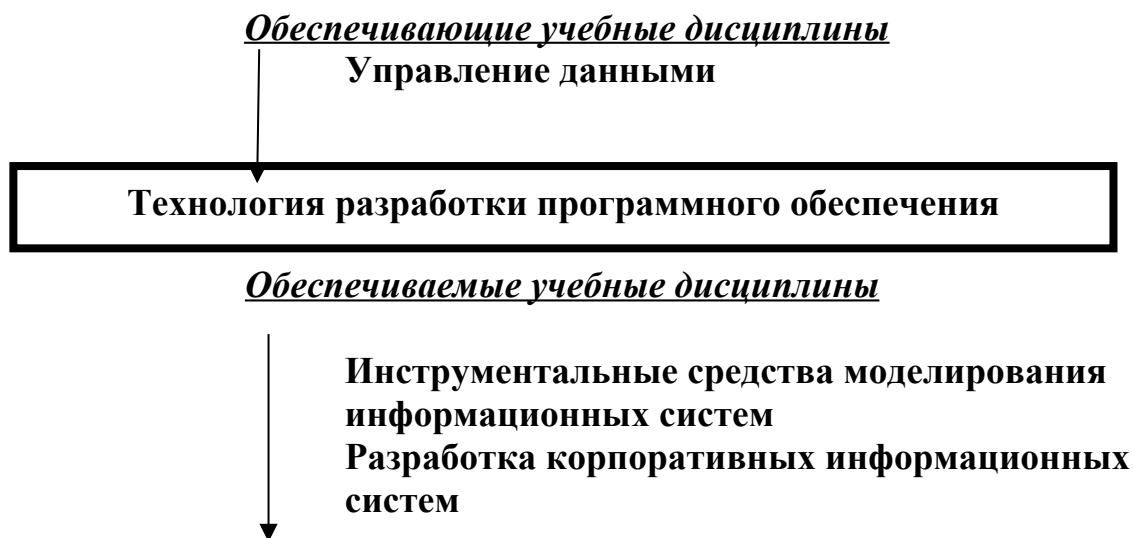 Обеспечивающие учебные дисциплины
Управление данными
Технология разработки программного обеспечения
Обеспечиваемые учебные дисциплины
Инструментальные средства моделирования
информационных систем
Разработка корпоративных информационных
систем